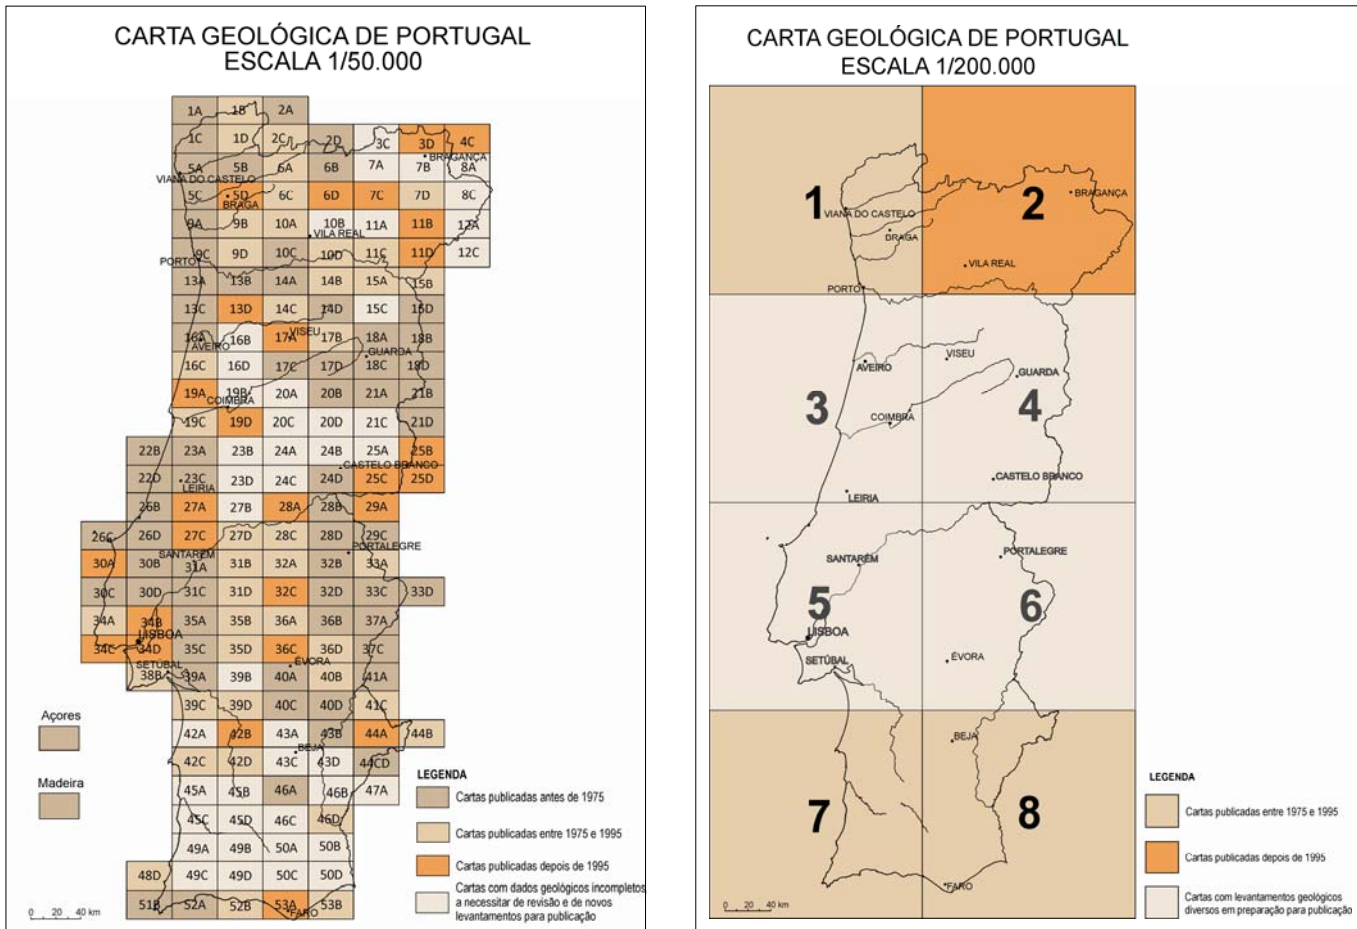 CARTA GEOLÓGICA DE PORTUGAL
ESCALA 1/50.000
1A 1B 2A
1C 1D 2C 2D 3C 3D 4C
BRAGANÇA
5A 5B 6A 6B 7A 7B 8A
VIANA DO CASTELO
5C 5D 6C 6D 7C 7D 8C
BRAGA
9A 9B 10A 10B 11A 11B 12A
VILA REAL
9C 9D 10C 10D 11C 11D 12C
PORTO
13A 13B 14A 14B 15A 15B
13C 13D 14C 14D 15C 15D
16A 16B 17A 17B 18A 18B
VISEU
AVEIRO
GUARDA
16C 16D 17C 17D 18C 18D
19A 19B 20A 20B 21A 21B
COIMBRA
19C 19D 20C 20D 21C 21D
22B 23A 23B 24A 24B 25A 25B
CASTELO BRANCO
22D 23C 23D 24C 24D 25C 25D
LEIRIA
26B 27A 27B 28A 28B 29A
26C 26D 27C 27D 28C 28D 29C
PORTALEGRE
SANTARÉM
30A 30B 31A 31B 32A 32B 33A
30C 30D 31C 31D 32C 32D 33C 33D
34A 34B 35A 35B 36A 36B 37A
LISBOA
34C 34D 35C 35D 36C 36D 37C
ÉVORA
SETÚBAL
38B 39A 39B 40A 40B 41A
39C 39D 40C 40D 41C
42A 42B 43A 43B 44A 44B
BEJA
42C 42D 43C 43D 44CD
45A 45B 46A 46B 47A
45C 45D 46C 46D
49A 49B 50A 50B
48D 49C 49D 50C 50D
51B 52A 52B 53A 53B
FARO
Açores
Madeira
0 20 40 km
LEGENDA
Cartas publicadas antes de 1975
Cartas publicadas entre 1975 e 1995
Cartas publicadas depois de 1995
Cartas com dados geológicos incompletos
a necessitar de revisão e de novos
levantamentos para publicação
CARTA GEOLÓGICA DE PORTUGAL
ESCALA 1/200.000
1 2
BRAGANÇA
VIANA DO CASTELO
BRAGA
VILA REAL
PORTO
VISEU
AVEIRO
GUARDA
3 4
COIMBRA
CASTELO BRANCO
LEIRIA
PORTALEGRE
SANTARÉM
5 6
LISBOA
SETÚBAL
ÉVORA
BEJA
7 8
FARO
0 20 40 km
LEGENDA
Cartas publicadas entre 1975 e 1995
Cartas publicadas depois de 1995
Cartas com levantamentos geológicos
diversos em preparação para publicação